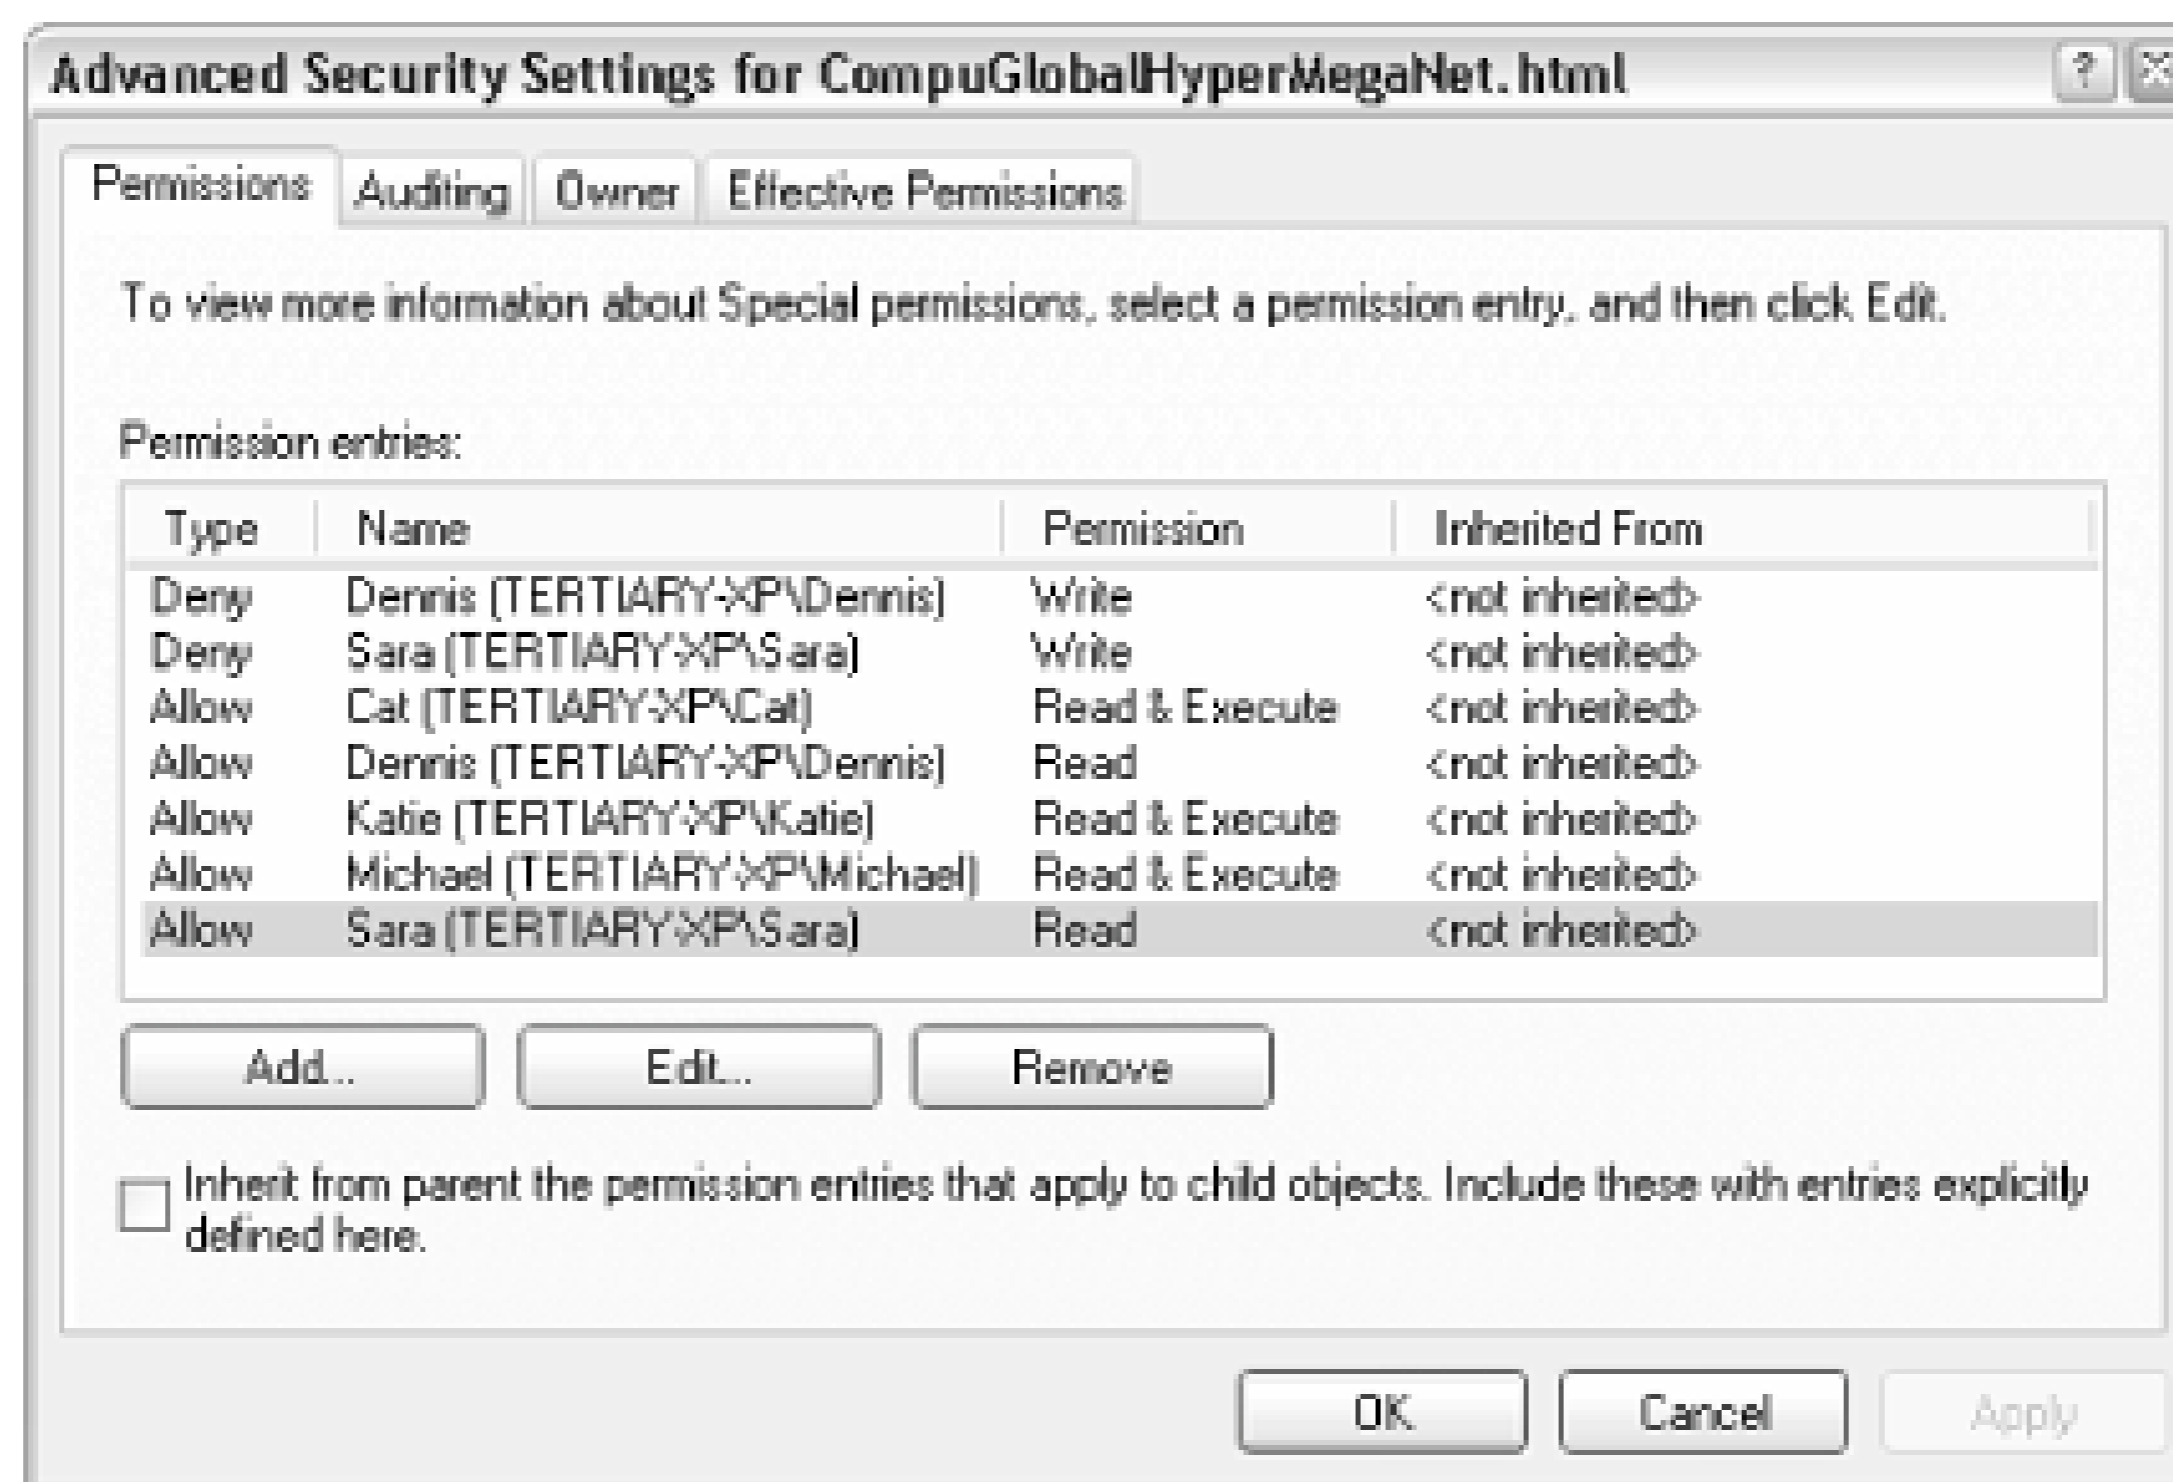 Advanced Security Settings for CompuGlobalHyperMegaNet.html ?
Permissions Auditing Owner Effective Permissions
To view more information about Special permissions, select a permission entry, and then click Edit.
Permission entries:
Type Name Permission Inherited From
Deny Dennis (TERTIARY-XP\Dennis) Write <not inherited>
Deny Sara (TERTIARY-XP\Sara) Write <not inherited>
Allow Cat (TERTIARY-XP\Cat) Read & Execute <not inherited>
Allow Dennis (TERTIARY-XP\Dennis) Read <not inherited>
Allow Katie (TERTIARY-XP\Katie) Read & Execute <not inherited>
Allow Michael (TERTIARY-XP\Michael) Read & Execute <not inherited>
Allow Sara (TERTIARY-XP\Sara) Read <not inherited>
Add... Edit... Remove
Inherit from parent the permission entries that apply to child objects. Include these with entries explicitly
defined here.
OK Cancel Apply